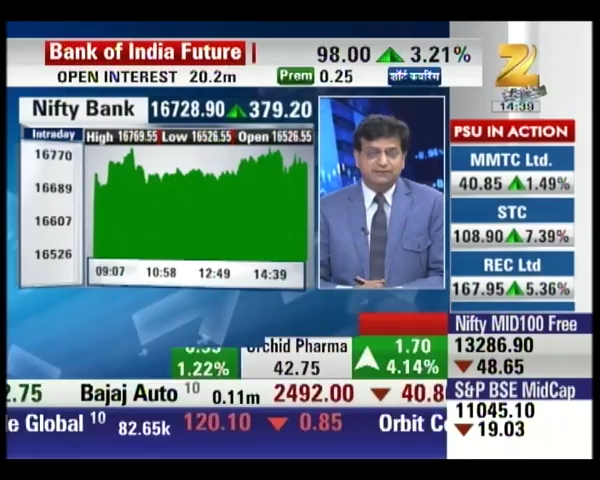 Bank of India Future 98.00 3.21%
OPEN INTEREST 20.2m Prem 0.25 शॉर्ट कवरिंग
Z
14:39
Nifty Bank 16728.90 379.20
Intraday High 16769.55 Low 16526.55 Open 16526.55
16770
16689
16607
16526
09:07 10:58 12:49 14:39
PSU IN ACTION
MMTC Ltd.
40.85 1.49%
STC
108.90 7.39%
REC Ltd
167.95 5.36%
Nifty MID100 Free
13286.90
48.65
S&P BSE MidCap
11045.10
19.03
Orchid Pharma 1.70
1.22% 42.75 4.14%
2.75 Bajaj Auto 10 0.11m 2492.00 40.8
e Global 10 82.65k 120.10 0.85 Orbit Co